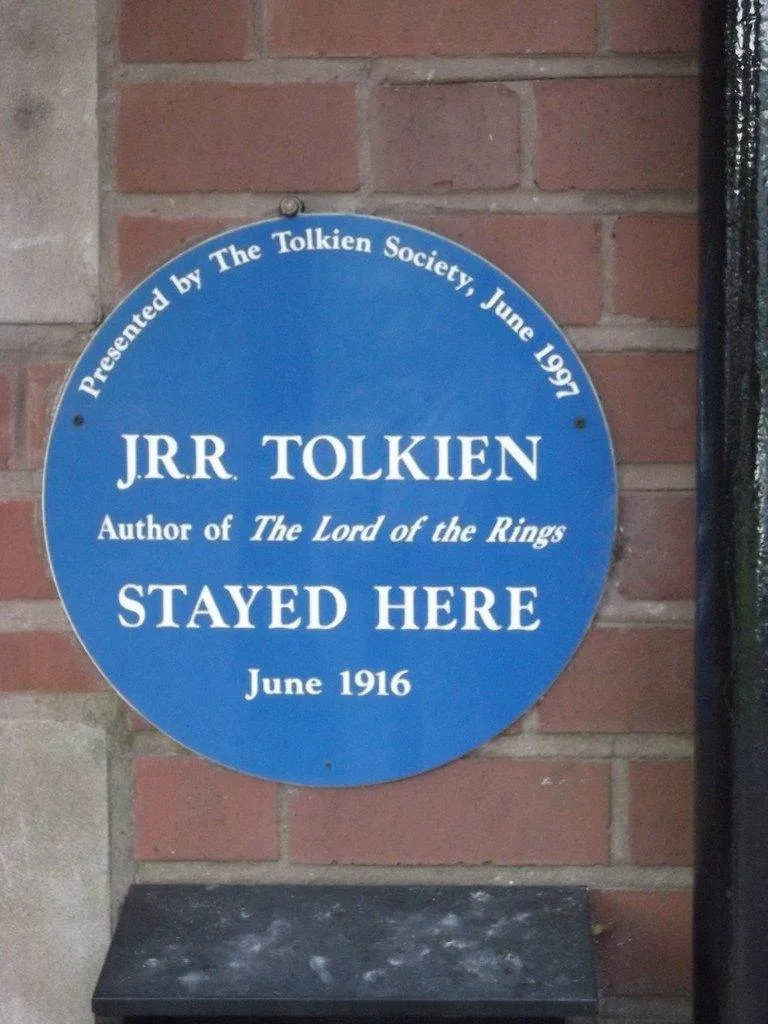 Presented by The Tolkien Society, June 1997
J.R.R. TOLKIEN
Author of The Lord of the Rings
STAYED HERE
June 1916